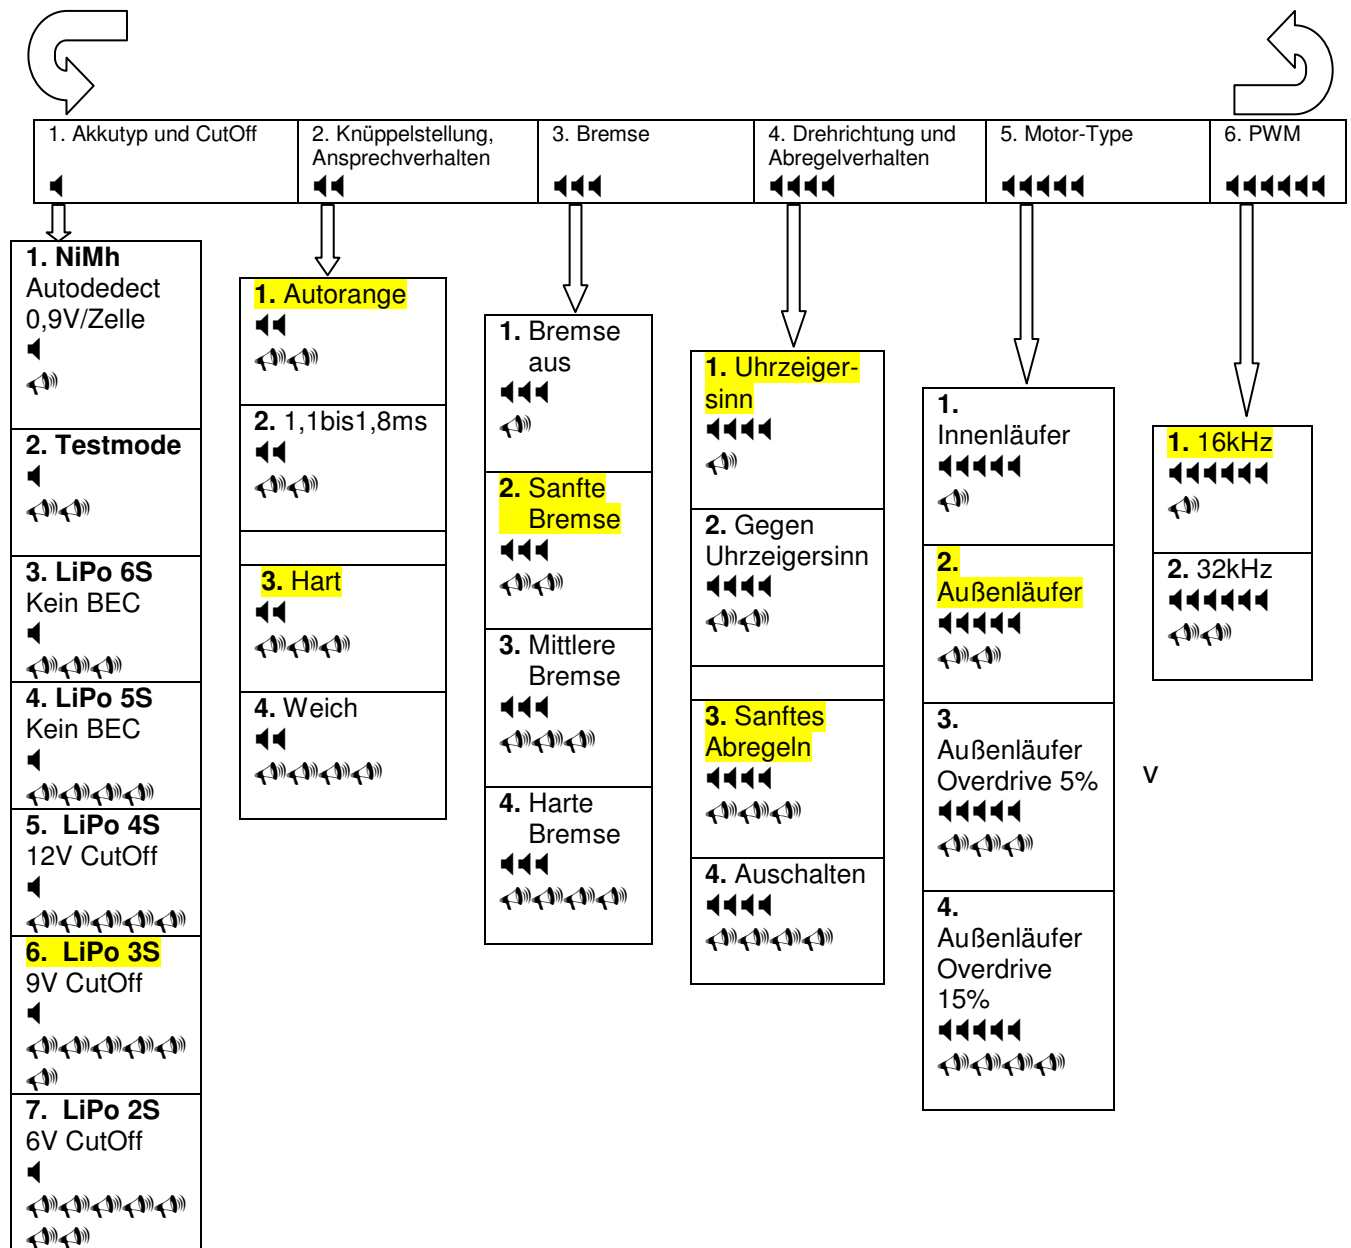 1. Akkutyp und CutOff
2. Knüppelstellung,
Ansprechverhalten
3. Bremse
4. Drehrichtung und
Abregelverhalten
5. Motor-Type
6. PWM
1. NiMh
Autodedect
0,9V/Zelle
2. Testmode
3. LiPo 6S
Kein BEC
4. LiPo 5S
Kein BEC
5. LiPo 4S
12V CutOff
6. LiPo 3S
9V CutOff
7. LiPo 2S
6V CutOff
1. Autorange
2. 1,1bis1,8ms
3. Hart
4. Weich
1. Bremse
aus
2. Sanfte
Bremse
3. Mittlere
Bremse
4. Harte
Bremse
1. Uhrzeiger-
sinn
2. Gegen
Uhrzeigersinn
3. Sanftes
Abregeln
4. Auschalten
1.
Innenläufer
2.
Außenläufer
3.
Außenläufer
Overdrive 5%
4.
Außenläufer
Overdrive
15%
v
1. 16kHz
2. 32kHz